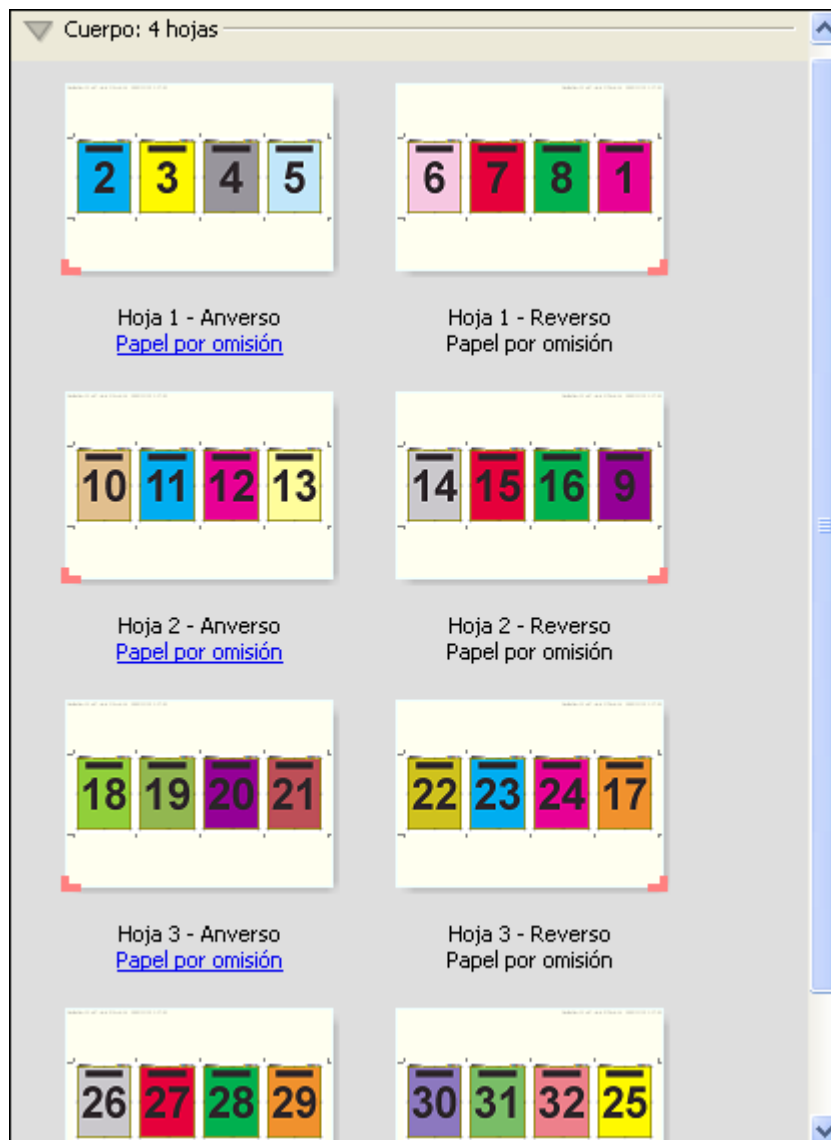 Cuerpo: 4 hojas
2 3 4 5
6 7 8 1
Hoja 1 - Anverso
Papel por omisión
Hoja 1 - Reverso
Papel por omisión
10 11 12 13
14 15 16 9
Hoja 2 - Anverso
Papel por omisión
Hoja 2 - Reverso
Papel por omisión
18 19 20 21
22 23 24 17
Hoja 3 - Anverso
Papel por omisión
Hoja 3 - Reverso
Papel por omisión
26 27 28 29
30 31 32 25